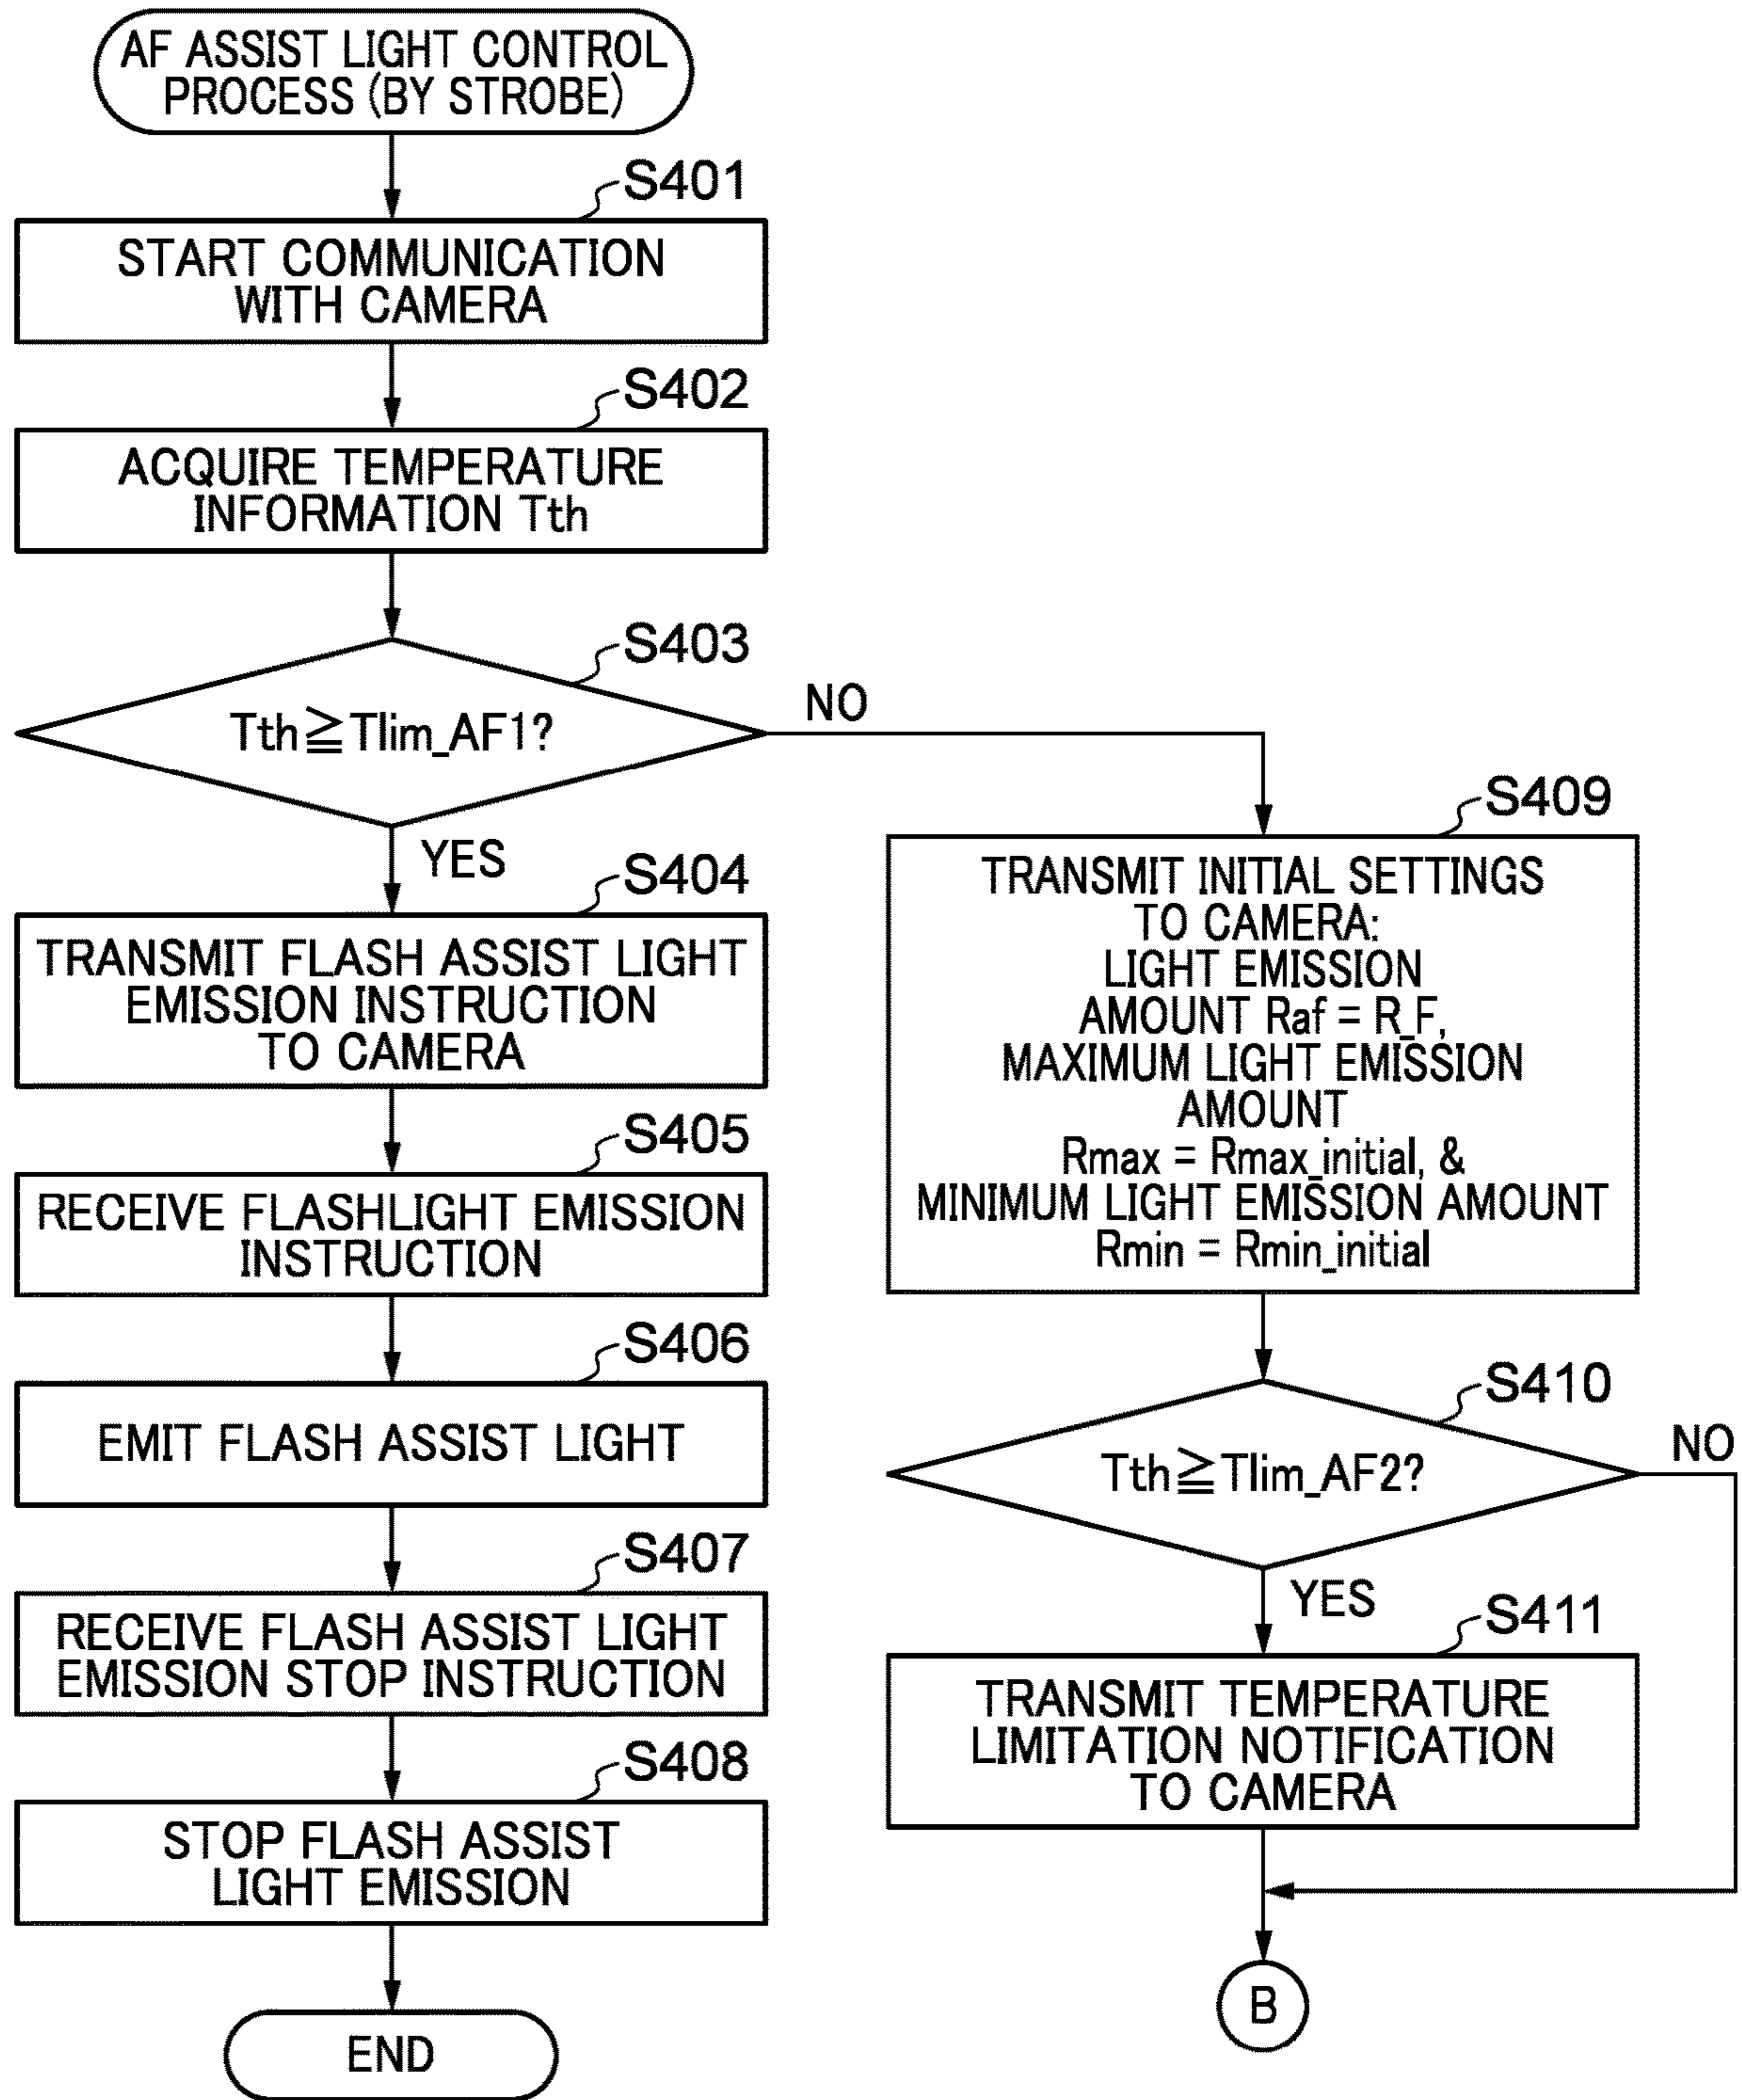 AF ASSIST LIGHT CONTROL
PROCESS (BY STROBE)
S401
START COMMUNICATION
WITH CAMERA
S402
ACQUIRE TEMPERATURE
INFORMATION Tth
S403
Tth≧Tlim_AF1?
NO
YES
S404
TRANSMIT FLASH ASSIST LIGHT
EMISSION INSTRUCTION
TO CAMERA
S405
RECEIVE FLASHLIGHT EMISSION
INSTRUCTION
S406
EMIT FLASH ASSIST LIGHT
S407
RECEIVE FLASH ASSIST LIGHT
EMISSION STOP INSTRUCTION
S408
STOP FLASH ASSIST
LIGHT EMISSION
END
S409
TRANSMIT INITIAL SETTINGS
TO CAMERA:
LIGHT EMISSION
AMOUNT Raf = R_F,
MAXIMUM LIGHT EMISSION
AMOUNT
Rmax = Rmax_initial, &
MINIMUM LIGHT EMISSION AMOUNT
Rmin = Rmin_initial
S410
Tth≧Tlim_AF2?
NO
YES
S411
TRANSMIT TEMPERATURE
LIMITATION NOTIFICATION
TO CAMERA
B